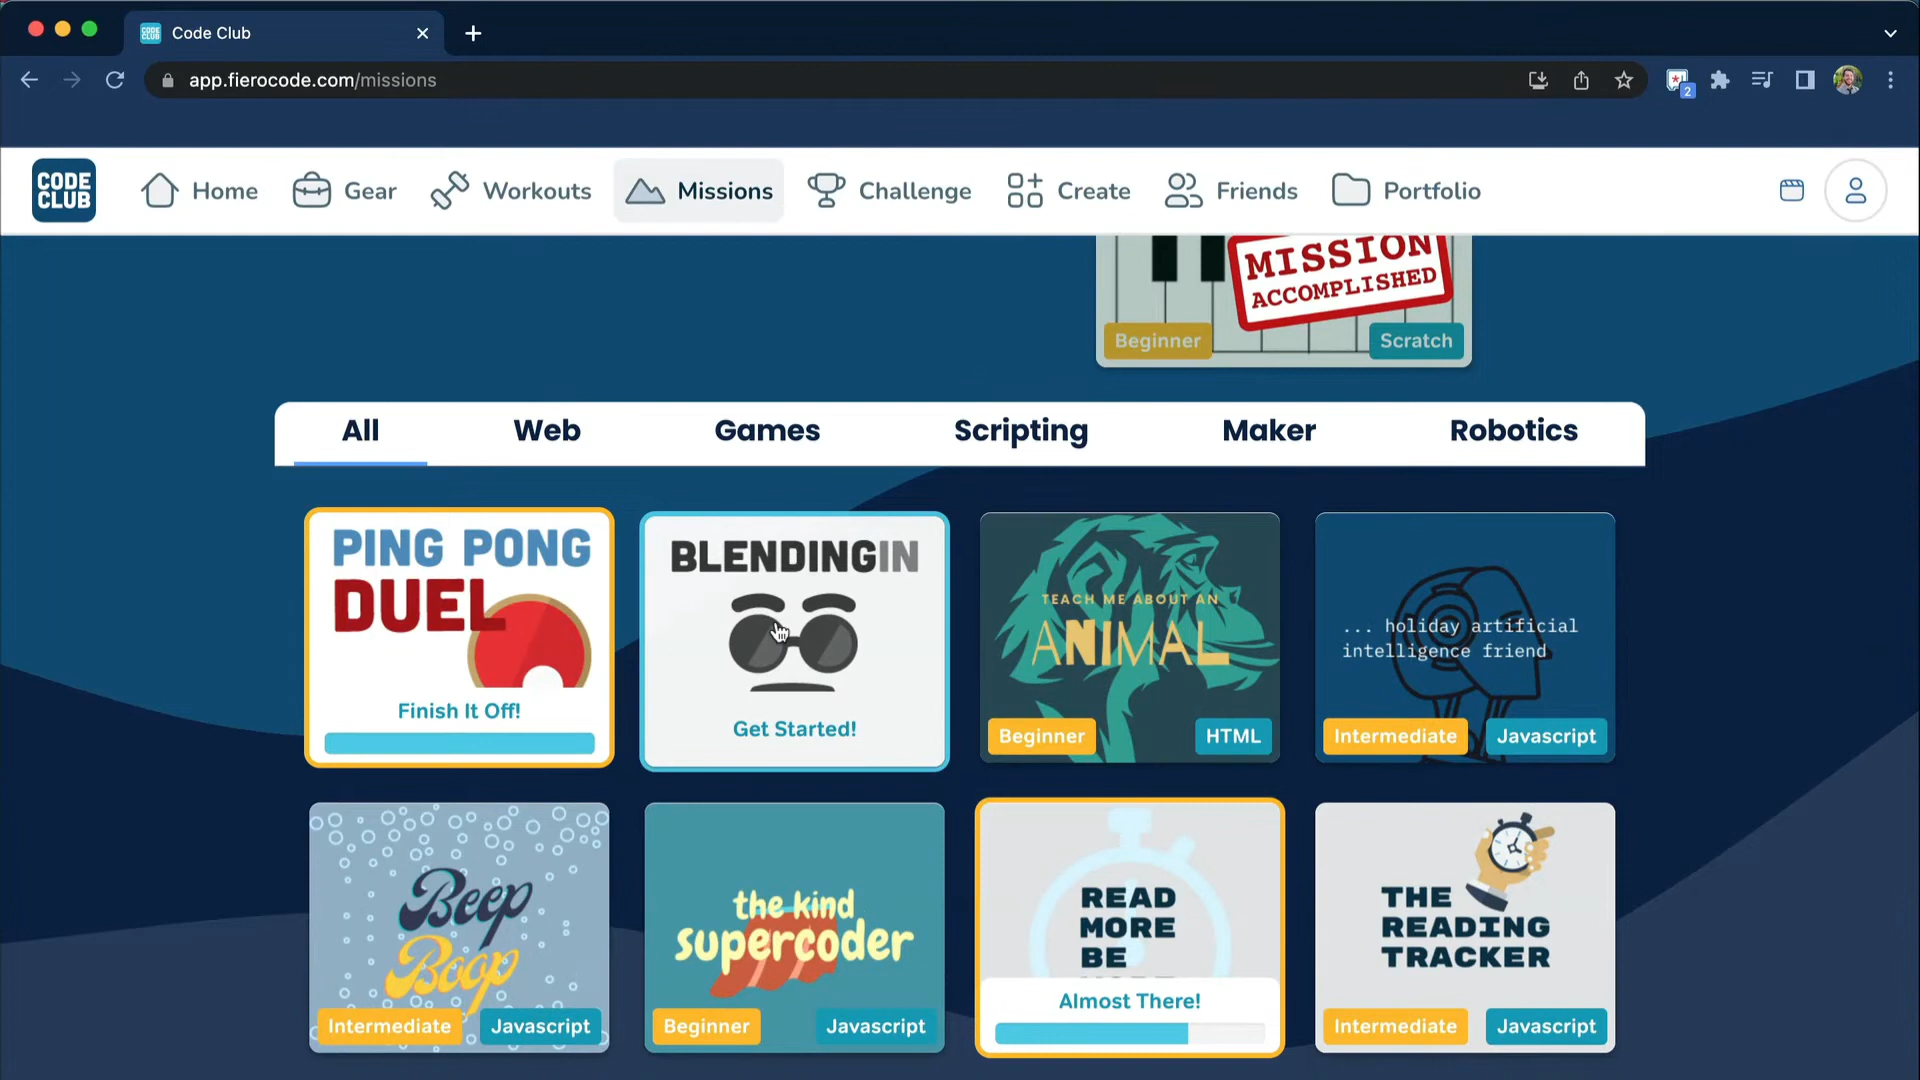 Code Club
app.fierocode.com/missions
2
CODE
CLUB
Home
Gear
Workouts
Missions
Challenge
Create
Friends
Portfolio
MISSION
ACCOMPLISHED
Beginner
Scratch
All
Web
Games
Scripting
Maker
Robotics
PING PONG
DUEL
Finish It Off!
BLENDINGIN
Get Started!
TEACH ME ABOUT AN
ANIMAL
Beginner
HTML
... holiday artificial
intelligence friend
Intermediate
Javascript
Beep
Boop
Intermediate
Javascript
the kind
supercoder
Beginner
Javascript
READ
MORE
BE
Almost There!
THE
READING
TRACKER
Intermediate
Javascript